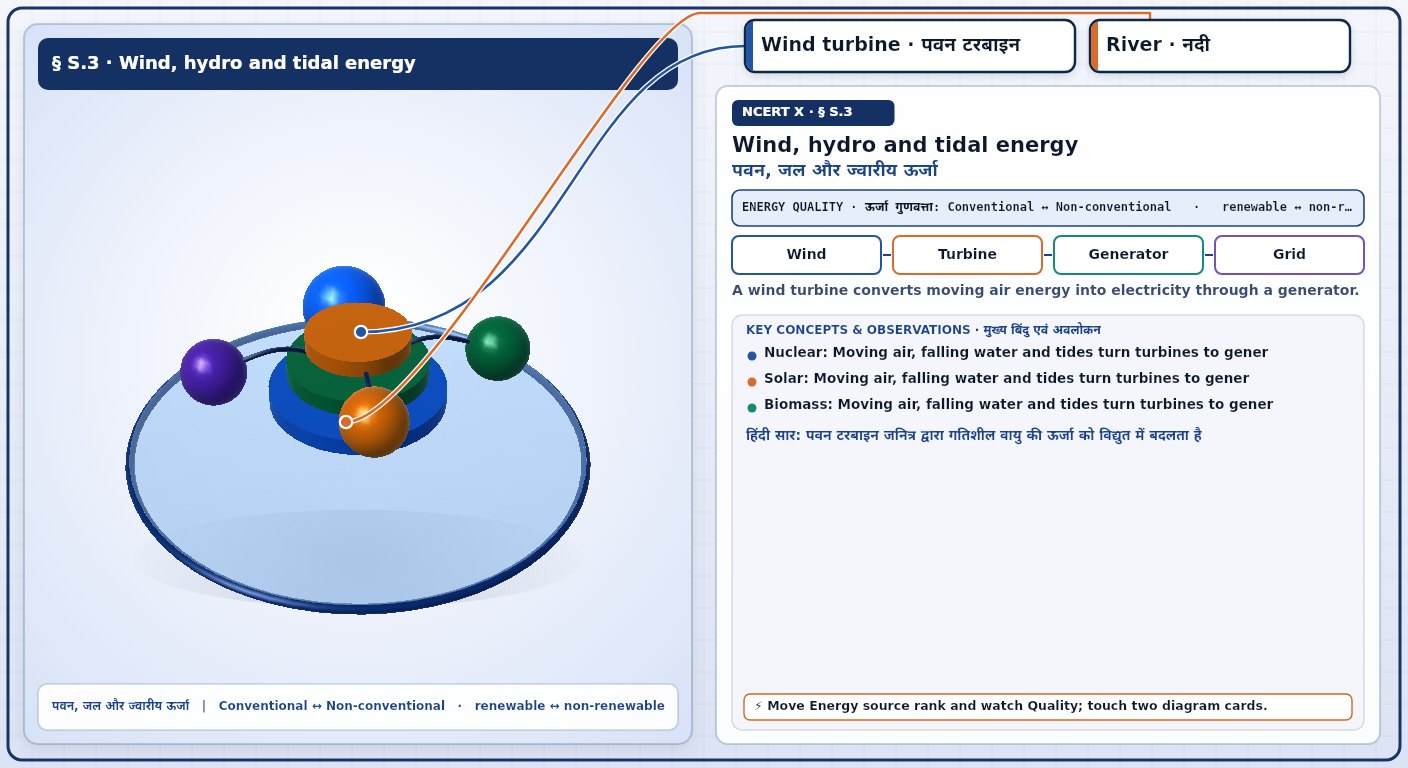 § S.3 · Wind, hydro and tidal energy
Wind turbine · पवन टरबाइन
River · नदी
NCERT X · § S.3
Wind, hydro and tidal energy
पवन, जल और ज्वारीय ऊर्जा
ENERGY QUALITY · ऊर्जा गुणवत्ता: Conventional ↔ Non-conventional · renewable ↔ non-r…
Wind
Turbine
Generator
Grid
A wind turbine converts moving air energy into electricity through a generator.
KEY CONCEPTS & OBSERVATIONS · मुख्य बिंदु एवं अवलोकन
Nuclear: Moving air, falling water and tides turn turbines to gener
Solar: Moving air, falling water and tides turn turbines to gener
Biomass: Moving air, falling water and tides turn turbines to gener
हिंदी सार: पवन टरबाइन जनित्र द्वारा गतिशील वायु की ऊर्जा को विद्युत में बदलता है
⚡ Move Energy source rank and watch Quality; touch two diagram cards.
पवन, जल और ज्वारीय ऊर्जा | Conventional ↔ Non-conventional · renewable ↔ non-renewable